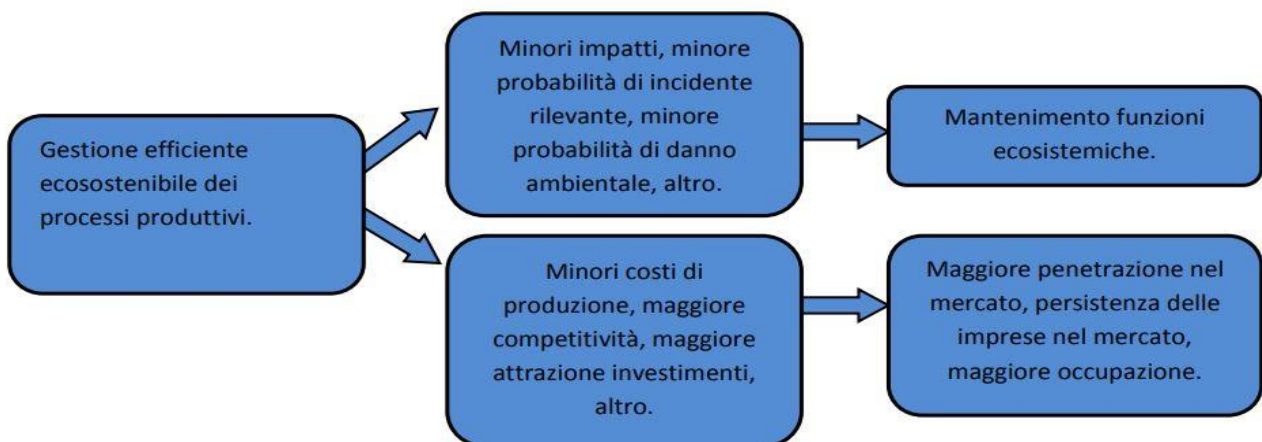 Gestione efficiente
ecosostenibile dei
processi produttivi.
Minori impatti, minore
probabilità di incidente
rilevante, minore
probabilità di danno
ambientale, altro.
Mantenimento funzioni
ecosistemiche.
Minori costi di
produzione, maggiore
competitività, maggiore
attrazione investimenti,
altro.
Maggiore penetrazione nel
mercato, persistenza delle
imprese nel mercato,
maggiore occupazione.